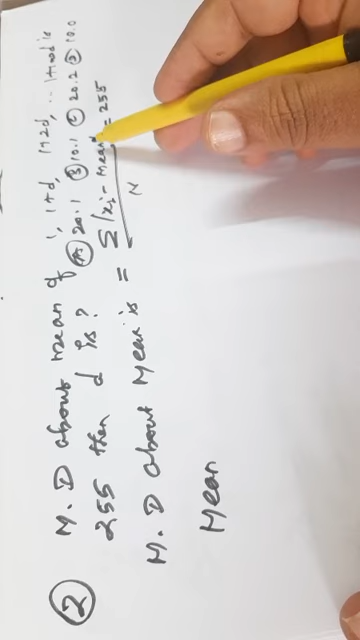 ② M. D about mean of 1, 1+d, 1+2d, .. 1+100d is
255 then d is? Ⓐ 20.1 Ⓑ 10.1 Ⓒ 20.2 Ⓓ 10.0
M. D about Mean is = Σ|xi - Mean| / N = 255
Mean